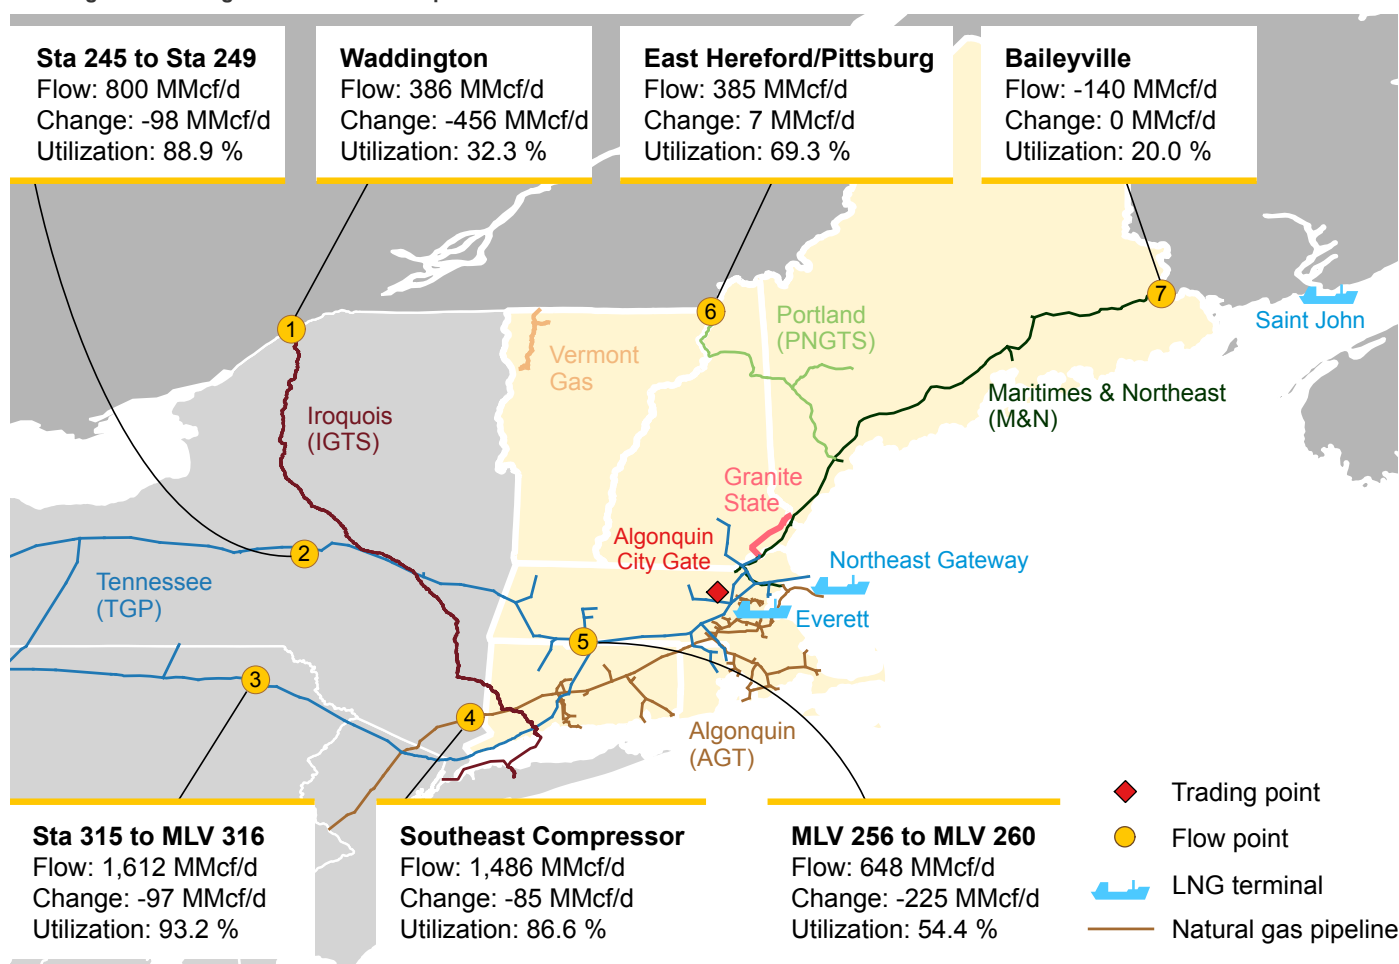 Sta 245 to Sta 249
Flow: 800 MMcf/d
Change: -98 MMcf/d
Utilization: 88.9 %
Waddington
Flow: 386 MMcf/d
Change: -456 MMcf/d
Utilization: 32.3 %
East Hereford/Pittsburg
Flow: 385 MMcf/d
Change: 7 MMcf/d
Utilization: 69.3 %
Baileyville
Flow: -140 MMcf/d
Change: 0 MMcf/d
Utilization: 20.0 %
7
6
1
Saint John
Portland
(PNGTS)
Vermont
Gas
Maritimes & Northeast
(M&N)
Iroquois
(IGTS)
Granite
State
Algonquin
City Gate
2
Northeast Gateway
Tennessee
(TGP)
Everett
5
3
4
Algonquin
(AGT)
Sta 315 to MLV 316
Flow: 1,612 MMcf/d
Change: -97 MMcf/d
Utilization: 93.2 %
Southeast Compressor
Flow: 1,486 MMcf/d
Change: -85 MMcf/d
Utilization: 86.6 %
MLV 256 to MLV 260
Flow: 648 MMcf/d
Change: -225 MMcf/d
Utilization: 54.4 %
Trading point
Flow point
LNG terminal
Natural gas pipeline